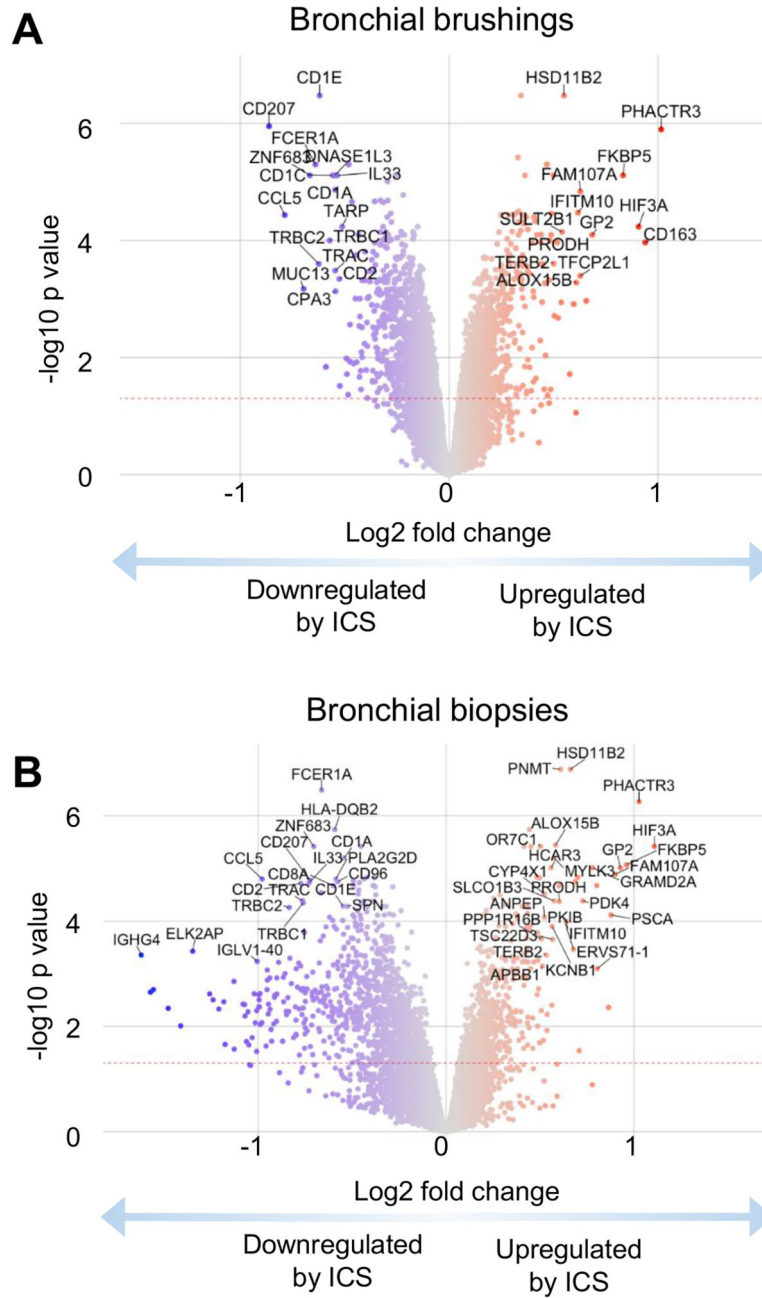 A
Bronchial brushings
CD1E
HSD11B2
CD207
PHACTR3
6
FCER1A
ZNF683
DNASE1L3
FKBP5
CD1C
IL33
FAM107A
CD1A
IFITM10
CCL5
TARP
SULT2B1
GP2
HIF3A
TRBC2
TRBC1
PRODH
CD163
4
TRAC
TERB2
TFCP2L1
MUC13
CD2
ALOX15B
CPA3
-log10 p value
2
0
-1
0
1
Log2 fold change
Downregulated
by ICS
Upregulated
by ICS
B
Bronchial biopsies
HSD11B2
FCER1A
PNMT
PHACTR3
6
HLA-DQB2
ZNF683
ALOX15B
CD207
CD1A
OR7C1
HIF3A
CCL5
IL33
PLA2G2D
HCAR3
GP2
FKBP5
CD8A
CD96
CYP4X1
MYLK3
FAM107A
CD2
TRAC
CD1E
SLCO1B3
PRODH
GRAMD2A
TRBC2
SPN
ANPEP
PDK4
4
PPP1R16B
PKIB
PSCA
TRBC1
TSC22D3
IFITM10
IGHG4
ELK2AP
IGLV1-40
TERB2
ERVS71-1
APBB1
KCNB1
-log10 p value
2
0
-1
0
1
Log2 fold change
Downregulated
by ICS
Upregulated
by ICS